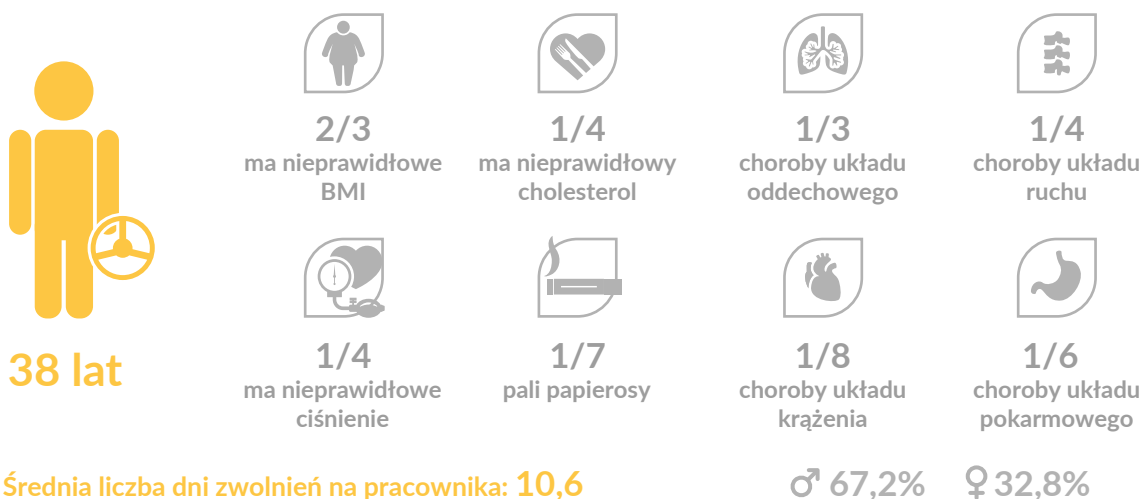 2/3
ma nieprawidłowe
BMI
1/4
ma nieprawidłowy
cholesterol
1/3
choroby układu
oddechowego
1/4
choroby układu
ruchu
38 lat
1/4
ma nieprawidłowe
ciśnienie
1/7
pali papierosy
1/8
choroby układu
krążenia
1/6
choroby układu
pokarmowego
Średnia liczba dni zwolnień na pracownika: 10,6
♂ 67,2% ♀ 32,8%